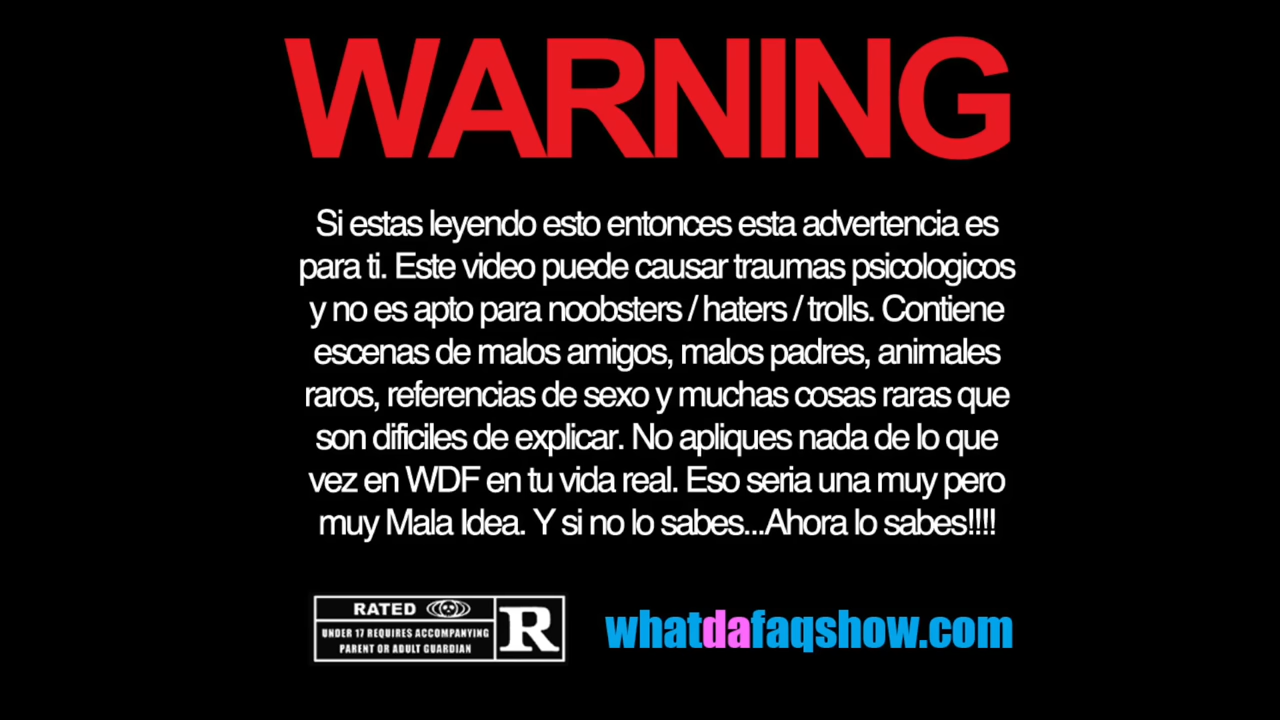 WARNING
Si estas leyendo esto entonces esta advertencia es
para ti. Este video puede causar traumas psicologicos
y no es apto para noobsters / haters / trolls. Contiene
escenas de malos amigos, malos padres, animales
raros, referencias de sexo y muchas cosas raras que
son dificiles de explicar. No apliques nada de lo que
vez en WDF en tu vida real. Eso seria una muy pero
muy Mala Idea. Y si no lo sabes...Ahora lo sabes!!!!
RATED R
UNDER 17 REQUIRES ACCOMPANYING
PARENT OR ADULT GUARDIAN
whatdafaqshow.com